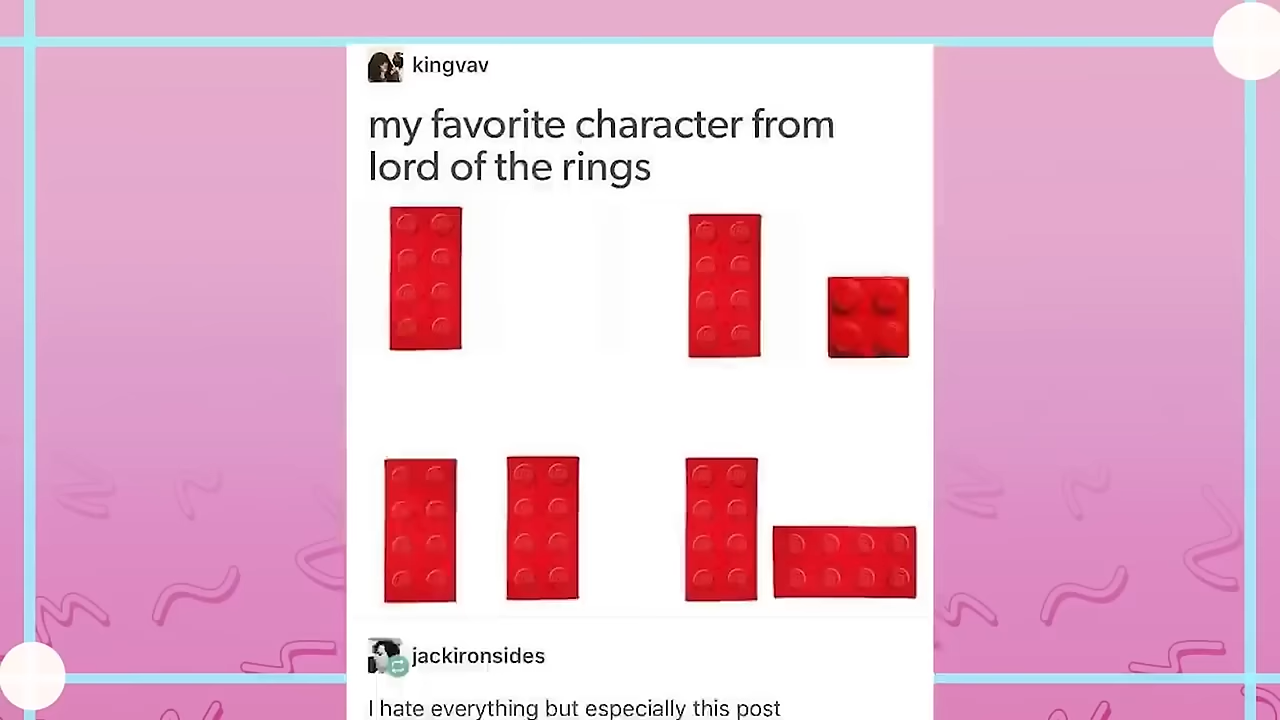 kingvav
my favorite character from
lord of the rings
jackironsides
I hate everything but especially this post